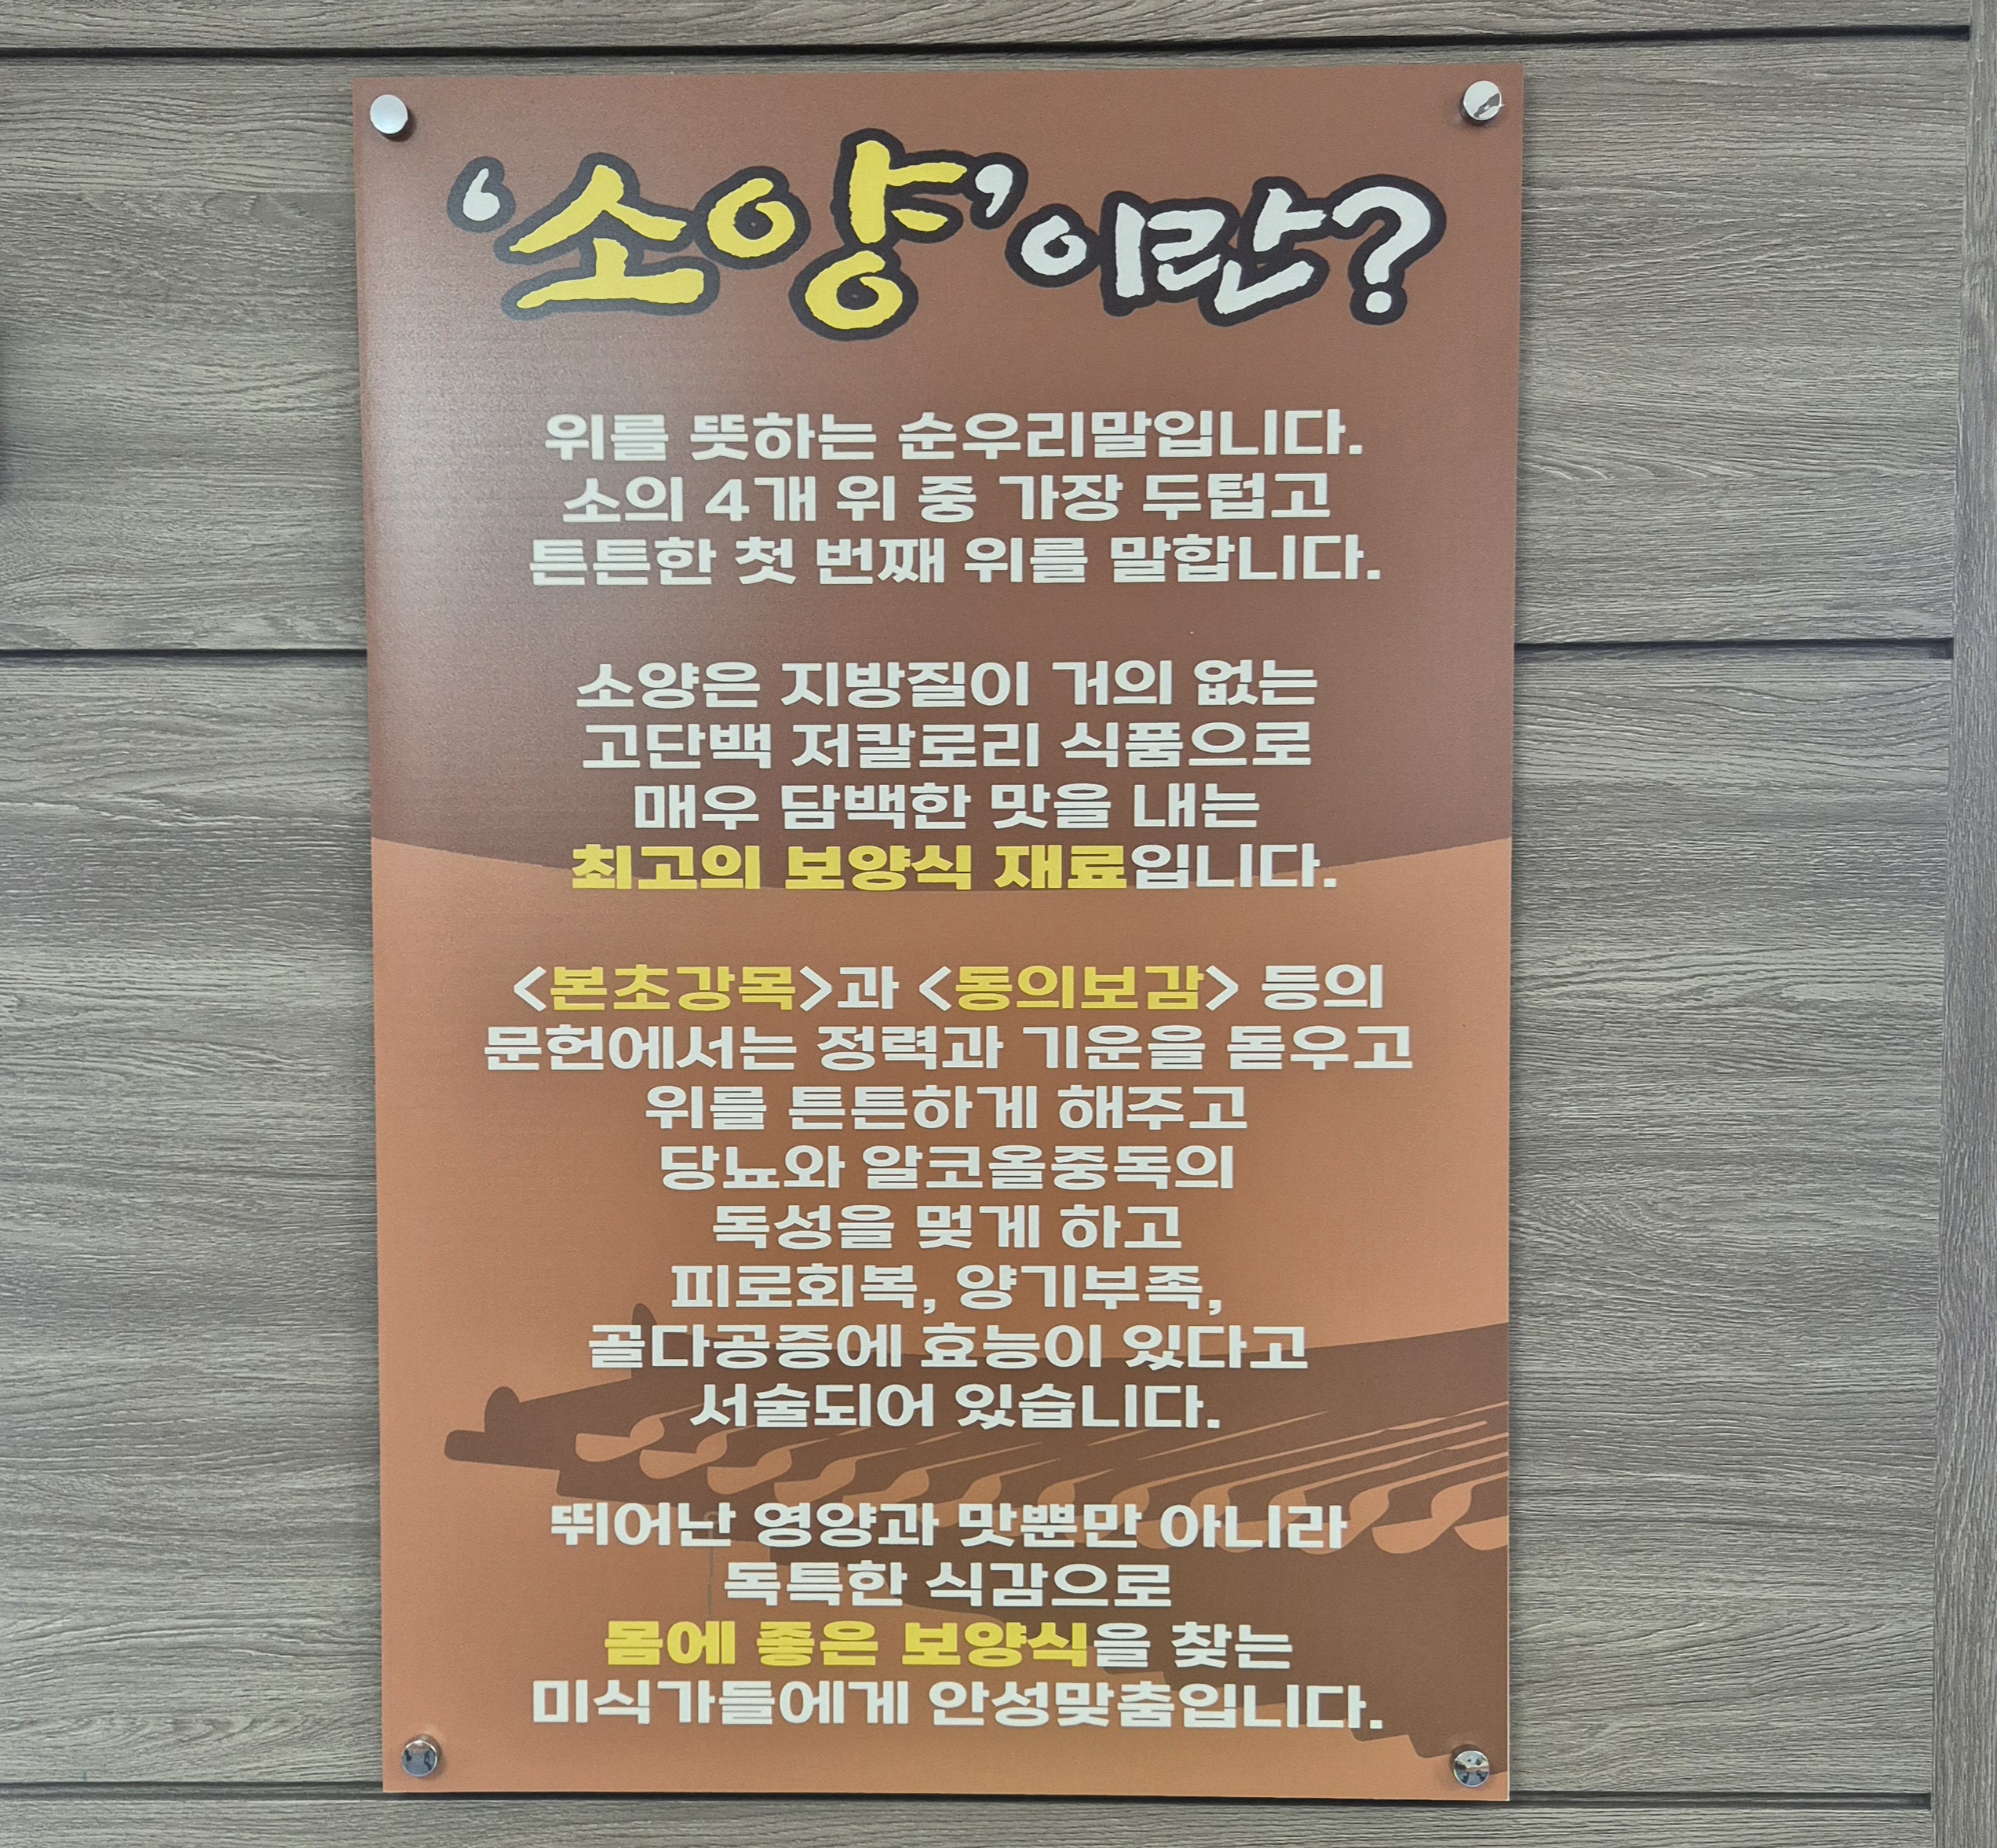 ‘소양’이란?
위를 뜻하는 순우리말입니다.
소의 4개 위 중 가장 두텁고
튼튼한 첫 번째 위를 말합니다.
소양은 지방질이 거의 없는
고단백 저칼로리 식품으로
매우 담백한 맛을 내는
최고의 보양식 재료입니다.
<본초강목>과 <동의보감> 등의
문헌에서는 정력과 기운을 돋우고
위를 튼튼하게 해주고
당뇨와 알코올중독의
독성을 멎게 하고
피로회복, 양기부족,
골다공증에 효능이 있다고
서술되어 있습니다.
뛰어난 영양과 맛뿐만 아니라
독특한 식감으로
몸에 좋은 보양식을 찾는
미식가들에게 안성맞춤입니다.